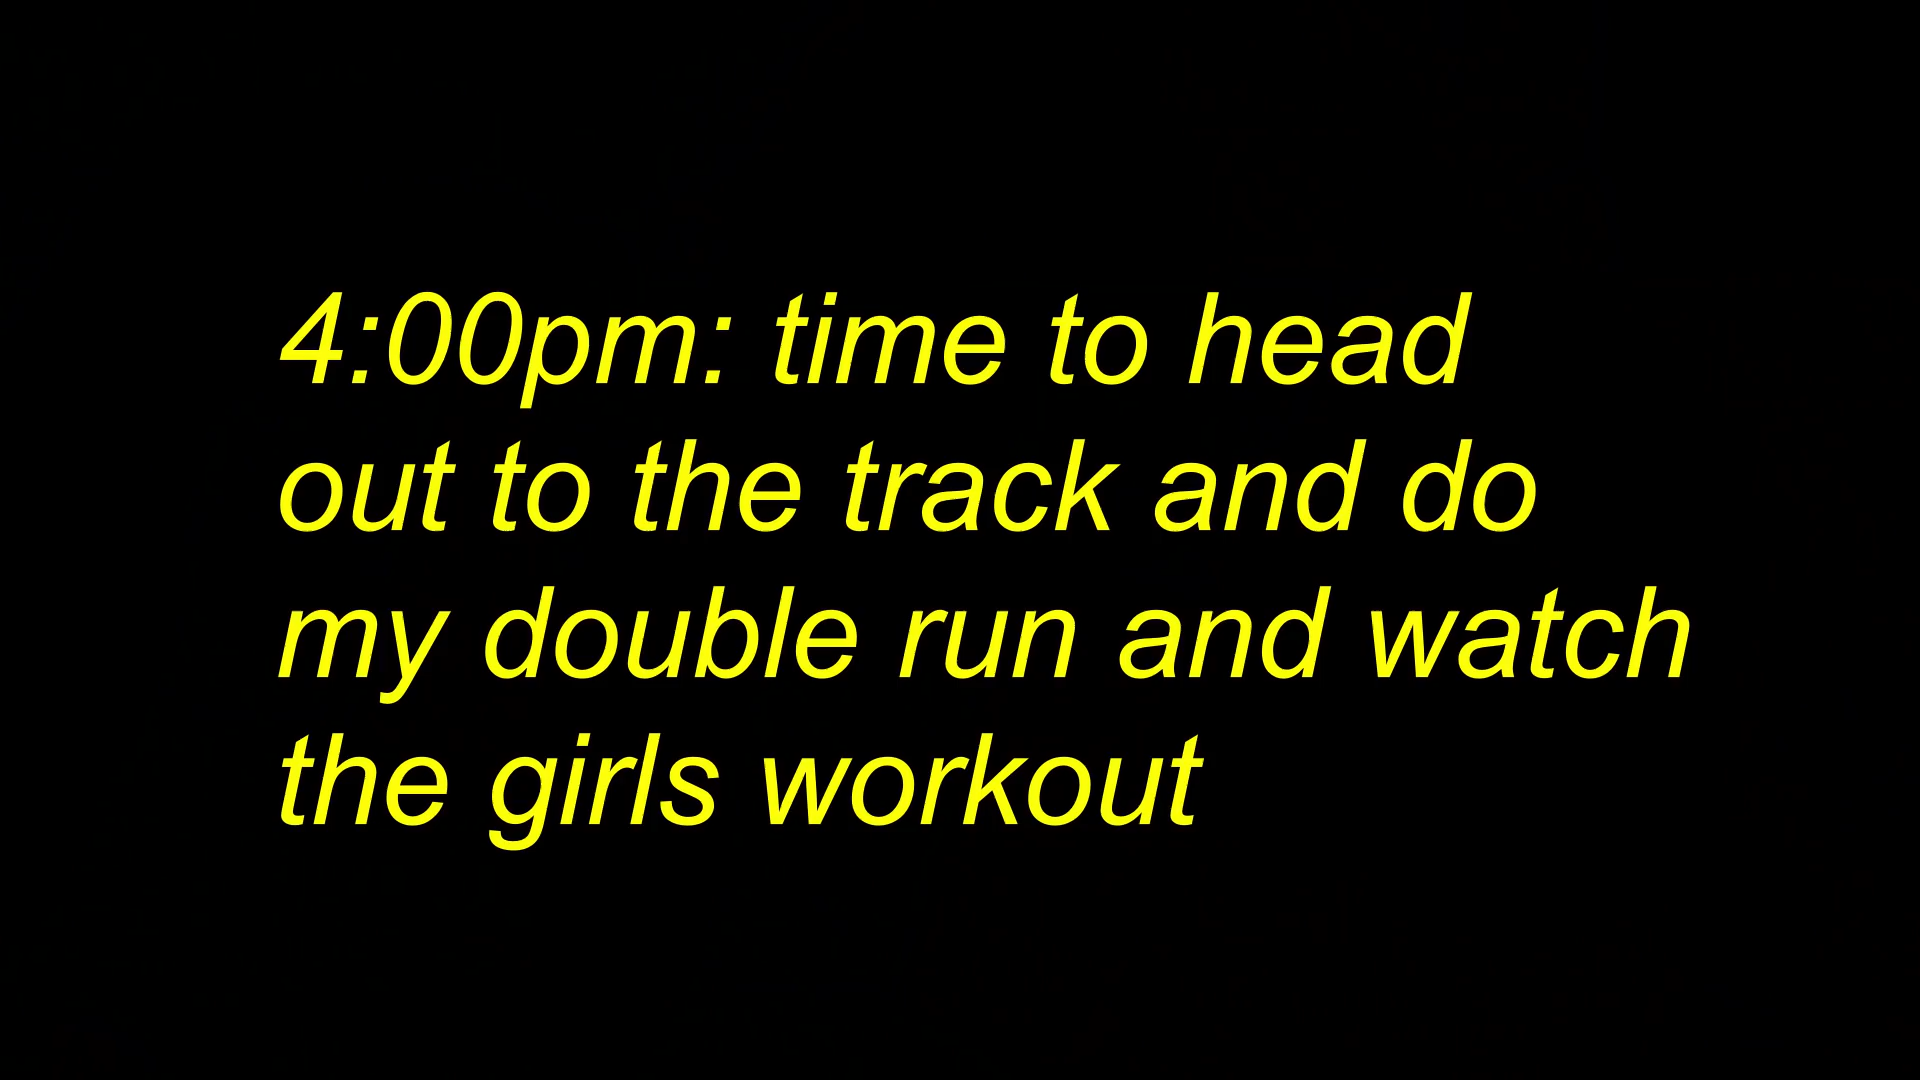 4:00pm: time to head
out to the track and do
my double run and watch
the girls workout